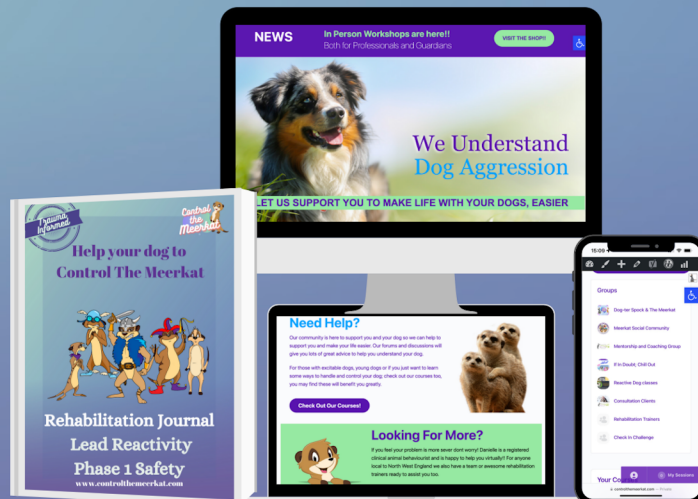 NEWS
In Person Workshops are here!!
Both for Professionals and Guardians
VISIT THE SHOP!!
We Understand
Dog Aggression
LET US SUPPORT YOU TO MAKE LIFE WITH YOUR DOGS, EASIER
Trauma
Informed
Control
the
Meerkat
Help your dog to
Control The Meerkat
Rehabilitation Journal
Lead Reactivity
Phase 1 Safety
www.controlthemeerkat.com
Need Help?
Our community is here to support you and your dog so we can help to
support you and make your life easier. Our forums and discussions will
give you lots of great advice to help you understand your dog.
For those with excitable dogs, young dogs or if you just want to learn
some ways to handle and control your dog, check out our courses too,
you may find these will benefit you greatly.
Check Out Our Courses!
Looking For More?
If you feel your problem is more sever dont worry! Danielle is a registered
clinical animal behaviourist and is happy to help you virtually!! For anyone
local to North West England we also have a team or awesome rehabilitation
trainers ready to assist you too.
15:09
Groups
Dog-ter Spock & The Meerkat
Meerkat Social Community
Mentorship and Coaching Group
If In Doubt, Chill Out
Reactive Dog classes
Consultation Clients
Rehabilitation Trainers
Check In Challenge
Your Cou
My Sessions
controlthemeerkat.com